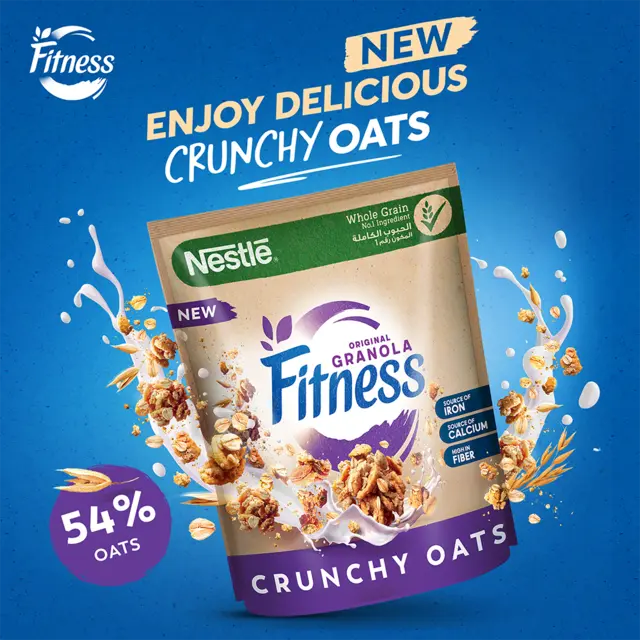 Fitness
NEW
ENJOY DELICIOUS
CRUNCHY OATS
Whole Grain
No.1 Ingredient
الحبوب الكاملة
المكون رقم 1
Nestlé
NEW
ORIGINAL
GRANOLA
Fitness
SOURCE OF
IRON
SOURCE OF
CALCIUM
HIGH IN
FIBER
54%
OATS
CRUNCHY OATS